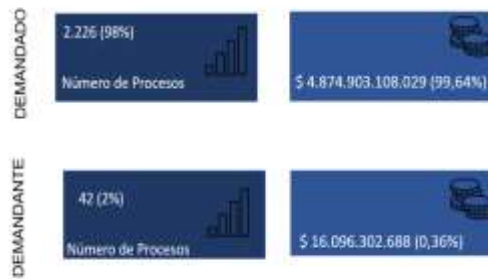 DEMANDADO
2.226 (98%)
Número de Procesos
$ 4.874.903.108.029 (99,64%)
DEMANDANTE
42 (2%)
Número de Procesos
$ 16.096.302.688 (0,36%)